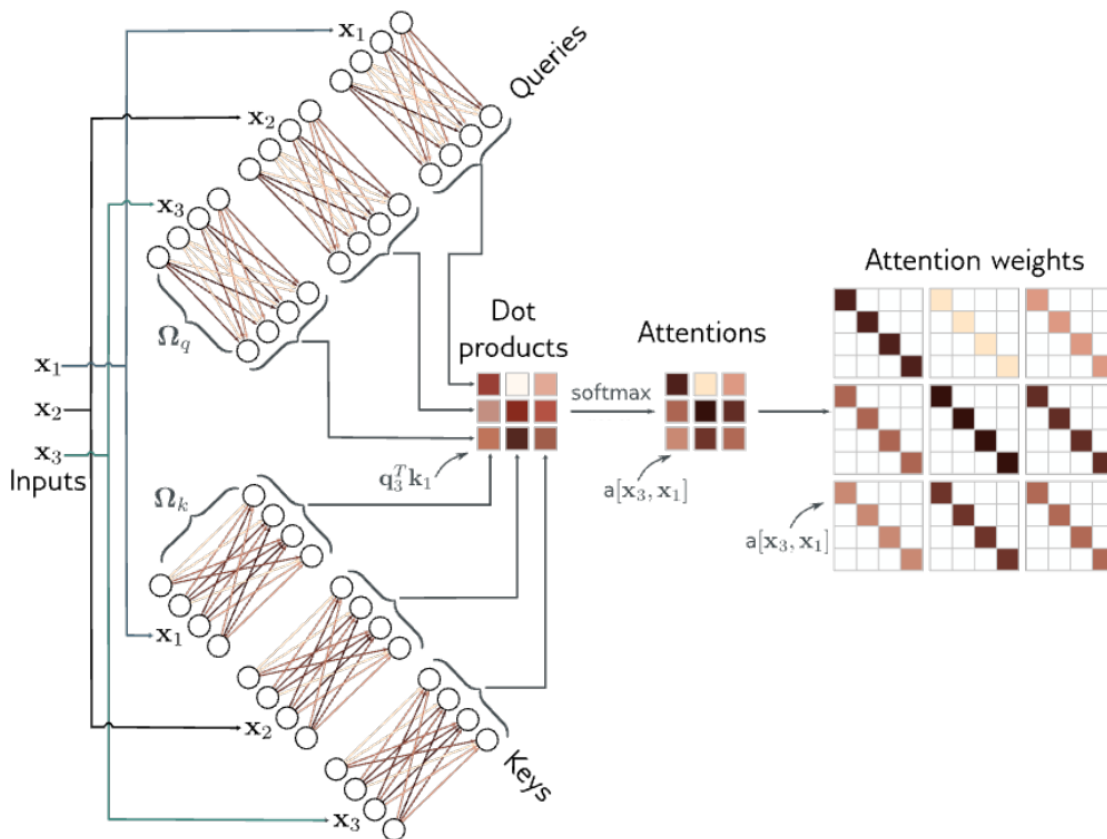 x₁
Queries
x₂
x₃
Ωq
Attention weights
Dot
products
Attentions
x₁
x₂
x₃
Inputs
softmax
q₃ᵀk₁
a[x₃, x₁]
a[x₃, x₁]
Ωk
x₁
x₂
Keys
x₃